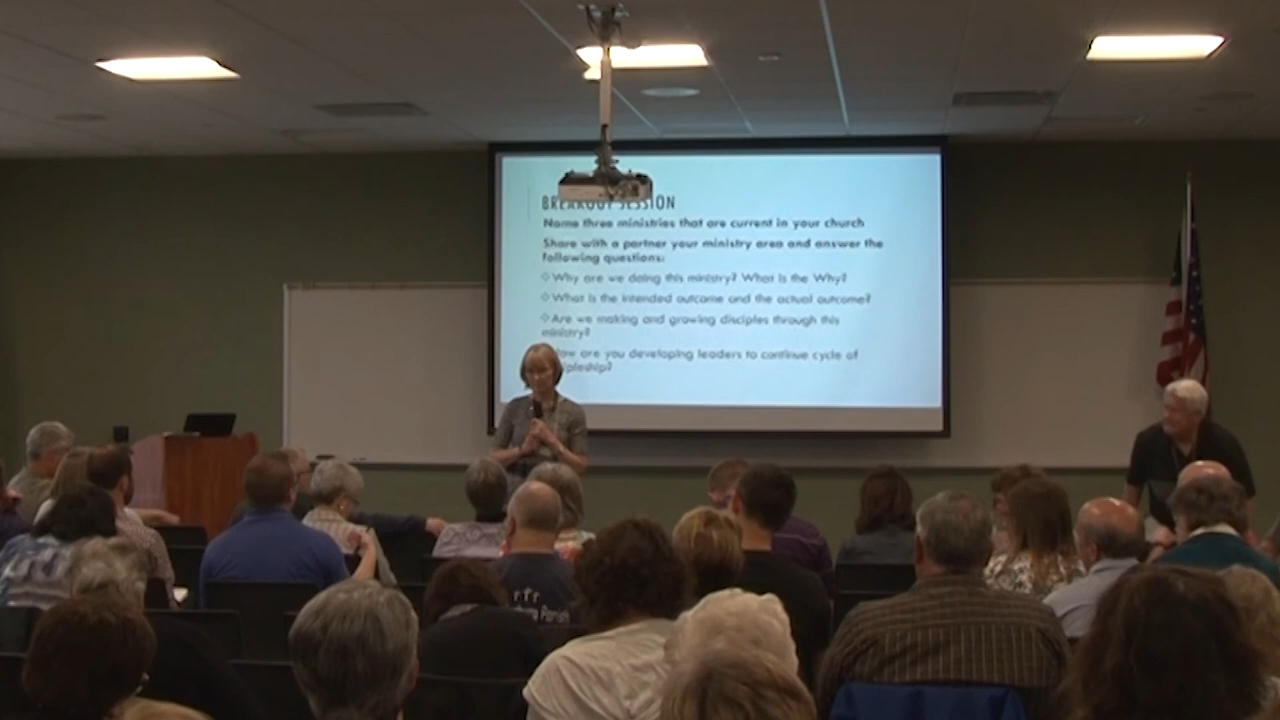 BREAKOUT SESSION
Name three ministries that are current in your church
Share with a partner your ministry area and answer the
following questions:
Why are we doing this ministry? What is the Why?
What is the intended outcome and the actual outcome?
Are we making and growing disciples through this
ministry?
are you developing leaders to continue cycle of
Parish